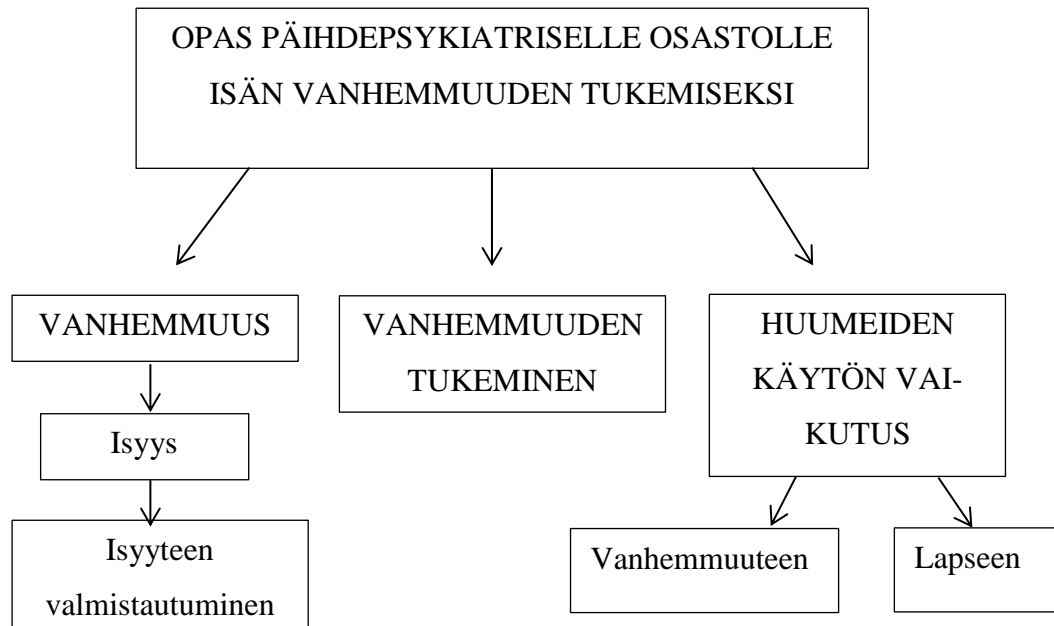 OPAS PÄIHDEPSYKIATRISELLE OSASTOLLE
ISÄN VANHEMMUUDEN TUKEMISEKSI
VANHEMMUUS
Isyys
Isyyteen
valmistautuminen
VANHEMMUUDEN
TUKEMINEN
HUUMEIDEN
KÄYTÖN VAI-
KUTUS
Vanhemmuuteen
Lapseen